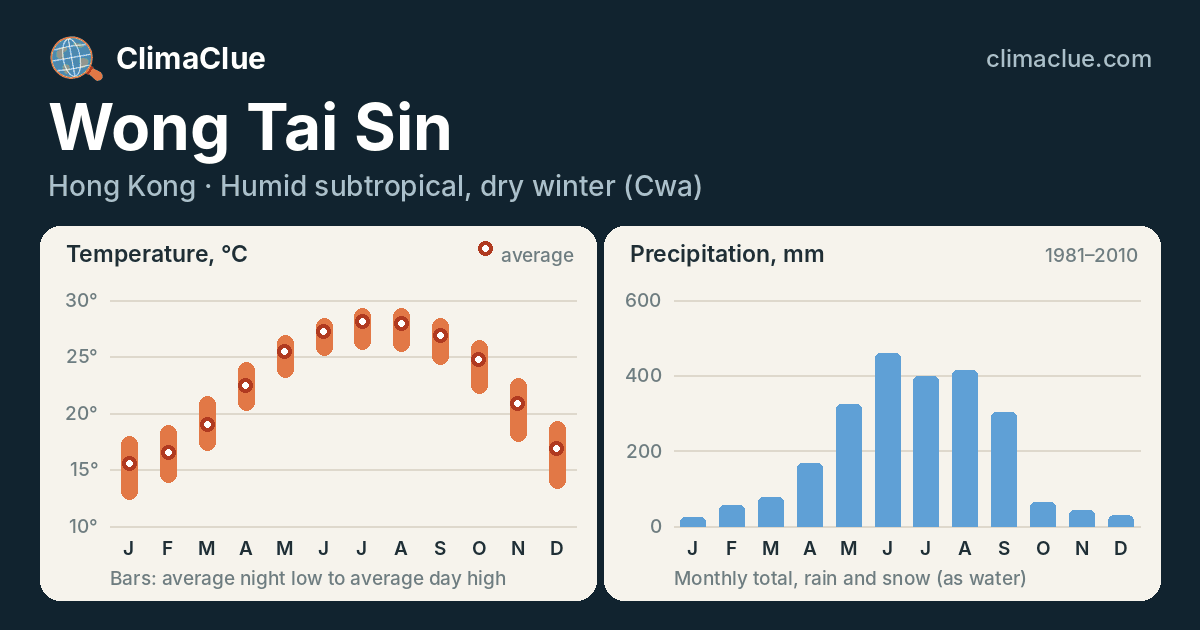 ClimaClue
climaclue.com
Wong Tai Sin
Hong Kong · Humid subtropical, dry winter (Cwa)
Temperature, °C
average
30°
25°
20°
15°
10°
J F M A M J J A S O N D
Bars: average night low to average day high
Precipitation, mm
1981–2010
600
400
200
0
J F M A M J J A S O N D
Monthly total, rain and snow (as water)